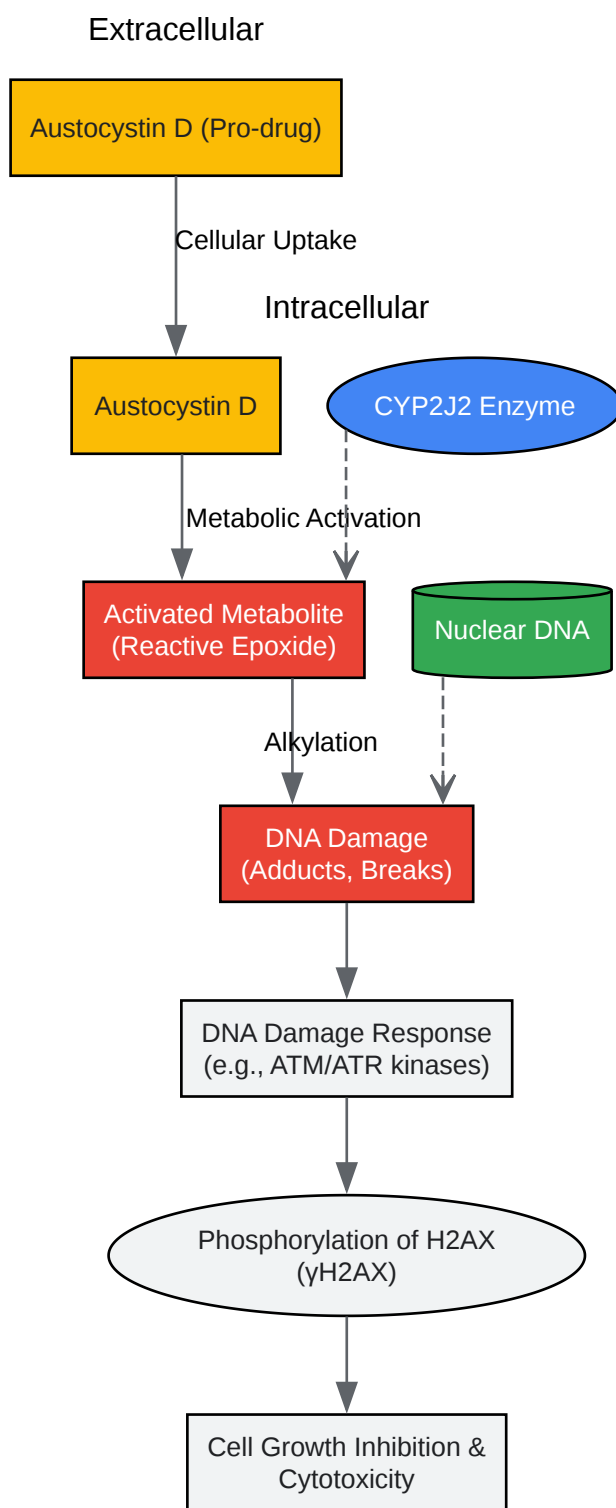 Extracellular
Austocystin D (Pro-drug)
Cellular Uptake
Intracellular
Austocystin D
CYP2J2 Enzyme
Metabolic Activation
Activated Metabolite
(Reactive Epoxide)
Nuclear DNA
Alkylation
DNA Damage
(Adducts, Breaks)
DNA Damage Response
(e.g., ATM/ATR kinases)
Phosphorylation of H2AX
(γH2AX)
Cell Growth Inhibition &
Cytotoxicity